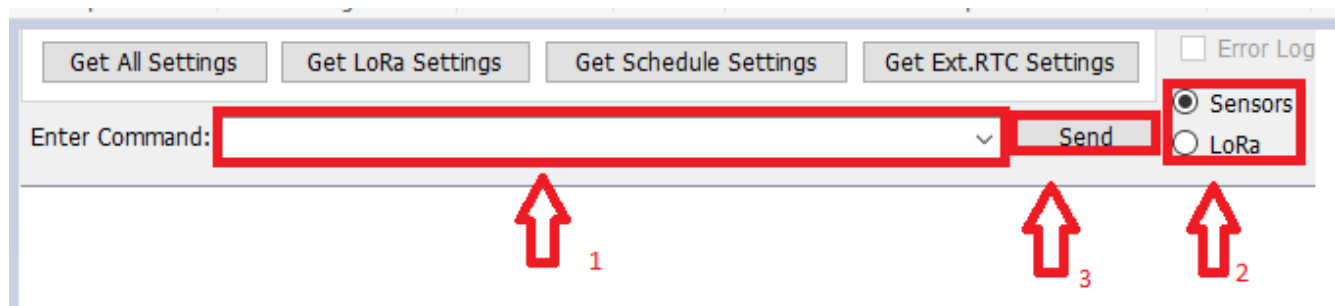 Get All Settings Get LoRa Settings Get Schedule Settings Get Ext.RTC Settings Error Log
Sensors
Enter Command: Send
LoRa
1 3 2